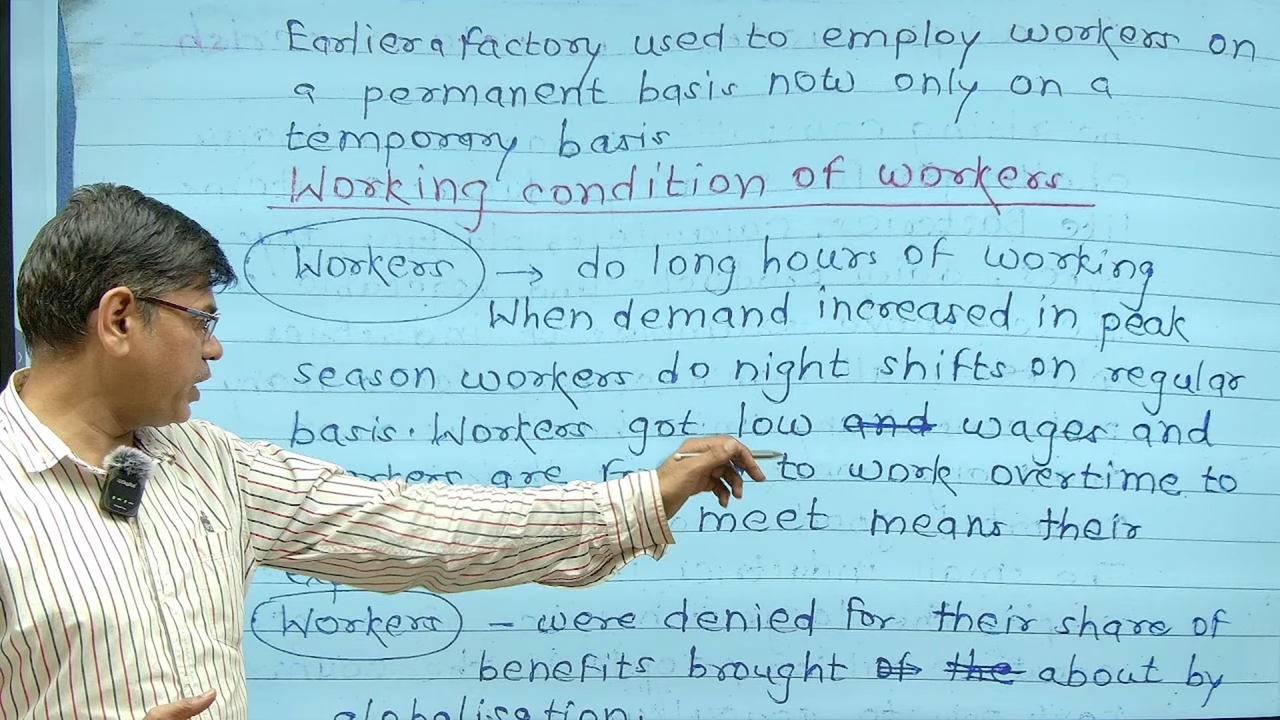 Earlier a factory used to employ workers on
a permanent basis now only on a
temporary basis
Working condition of workers
Workers → do long hours of working
When demand increased in peak
season workers do night shifts on regular
basis. Workers got low and wages and
are to work overtime to
meet means their
Workers - were denied for their share of
benefits brought of the about by
globalisation.